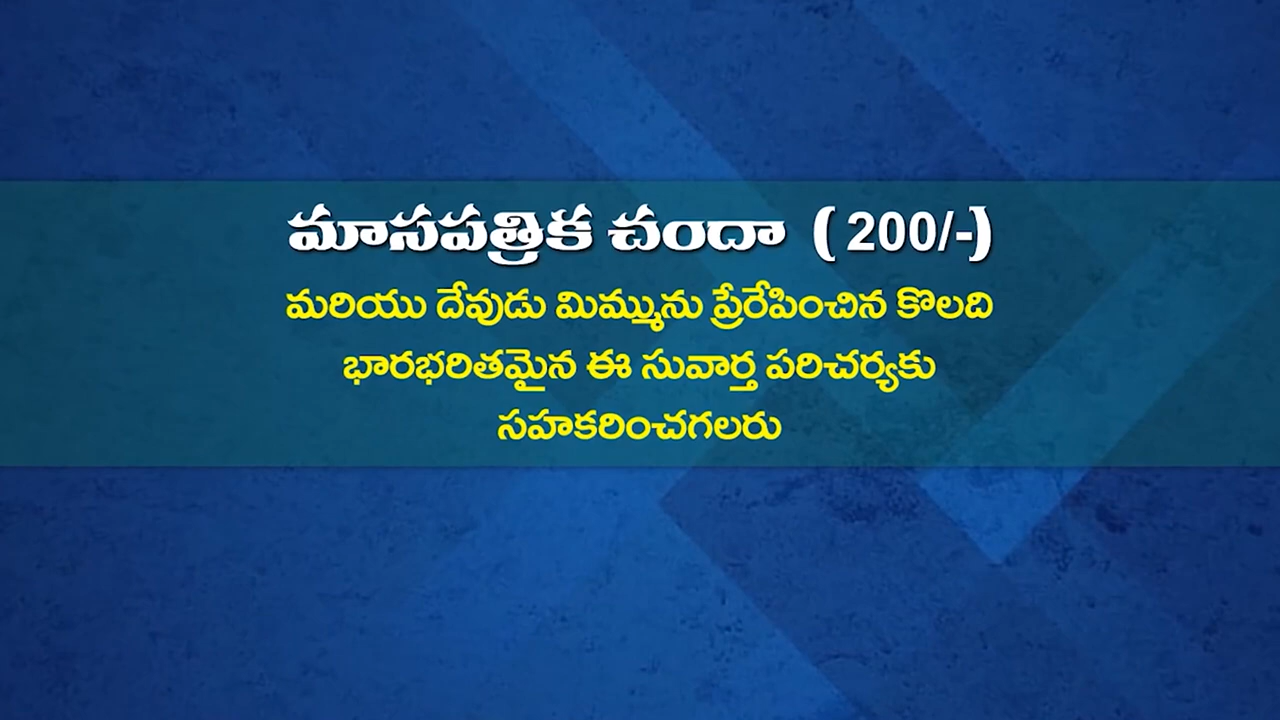 మాసపత్రిక చందా ( 200/-)
మరియు దేవుడు మిమ్మును ప్రేరేపించిన కొలది
భారభరితమైన ఈ సువార్త పరిచర్యకు
సహకరించగలరు